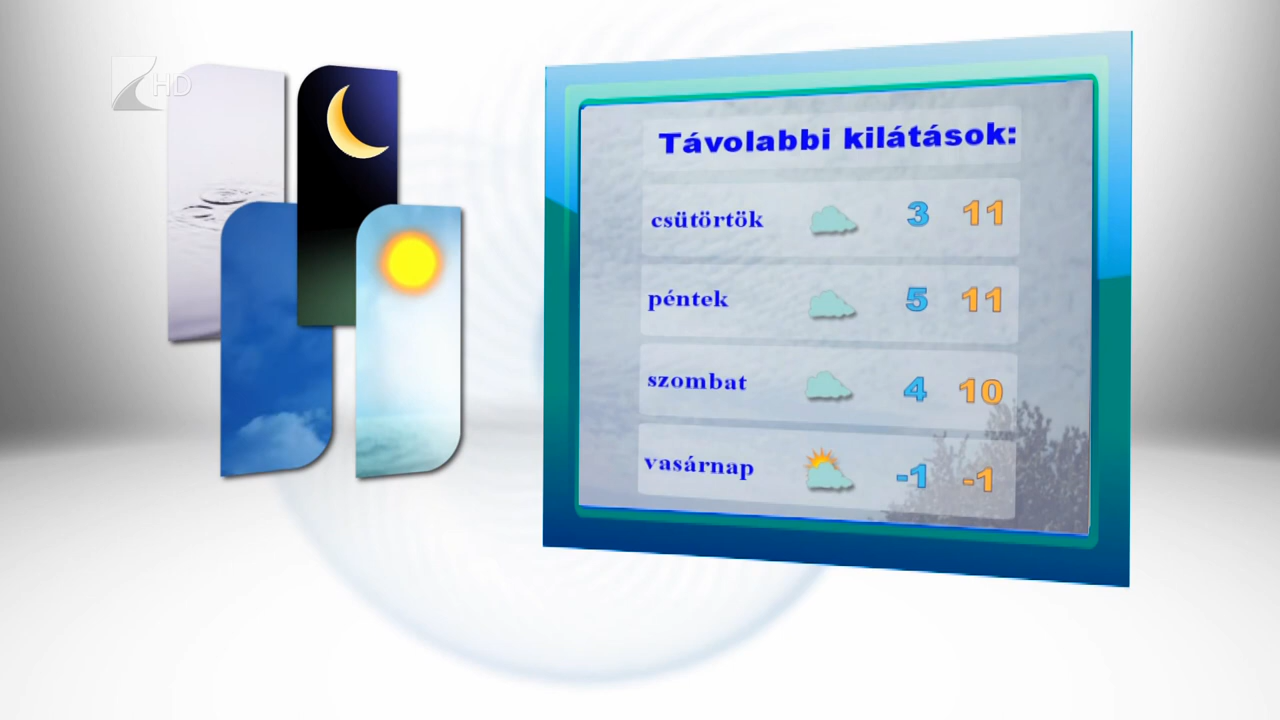 HD
Távolabbi kilátások:
csütörtök 3 11
péntek 5 11
szombat 4 10
vasárnap -1 -1